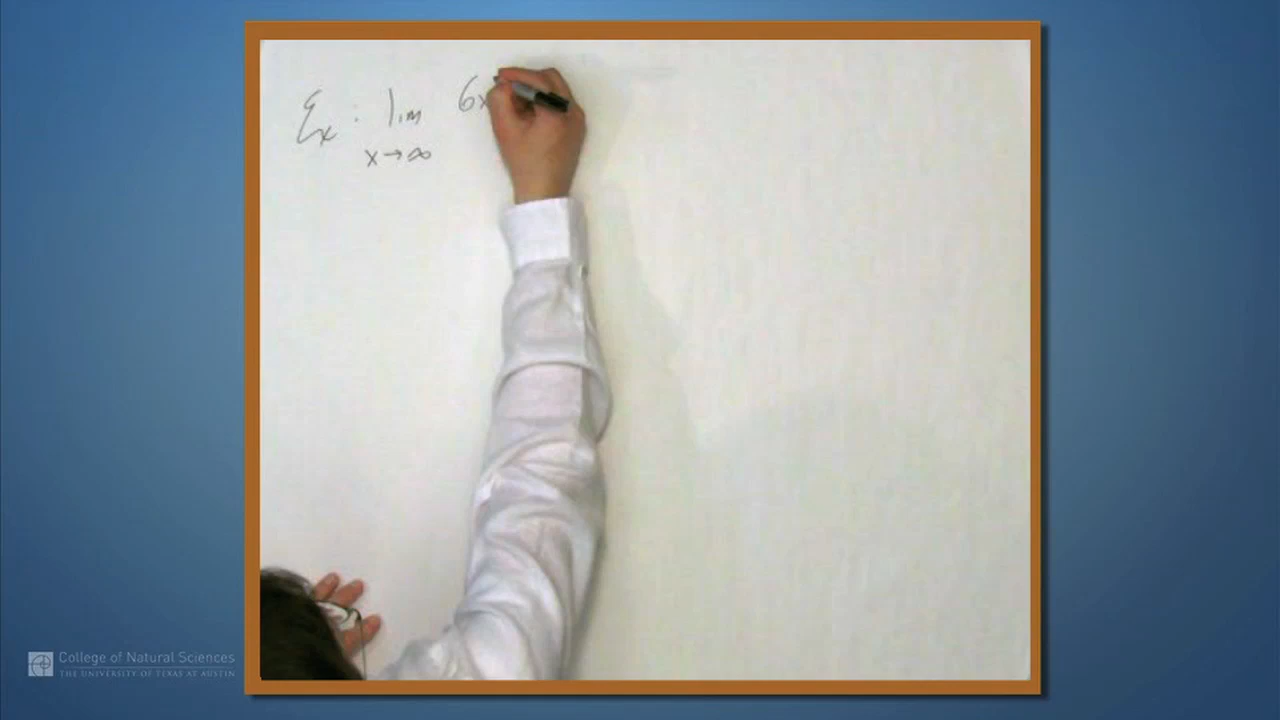 Ex: lim 6x
x→∞
College of Natural Sciences
THE UNIVERSITY OF TEXAS AT AUSTIN